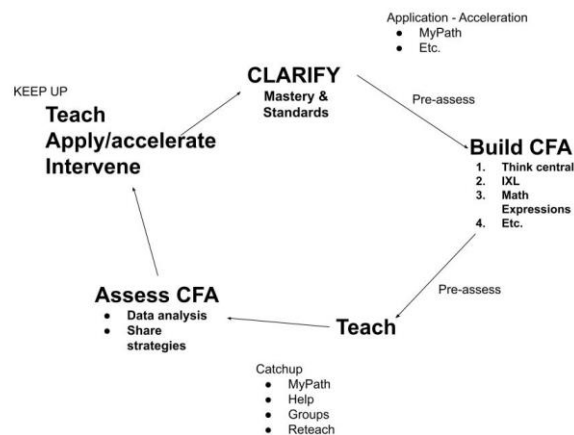 Application - Acceleration
● MyPath
● Etc.
KEEP UP
CLARIFY
Mastery &
Standards
Teach
Apply/accelerate
Intervene
Pre-assess
Build CFA
1. Think central
2. IXL
3. Math
Expressions
4. Etc.
Pre-assess
Assess CFA
● Data analysis
● Share
strategies
Teach
Catchup
● MyPath
● Help
● Groups
● Reteach